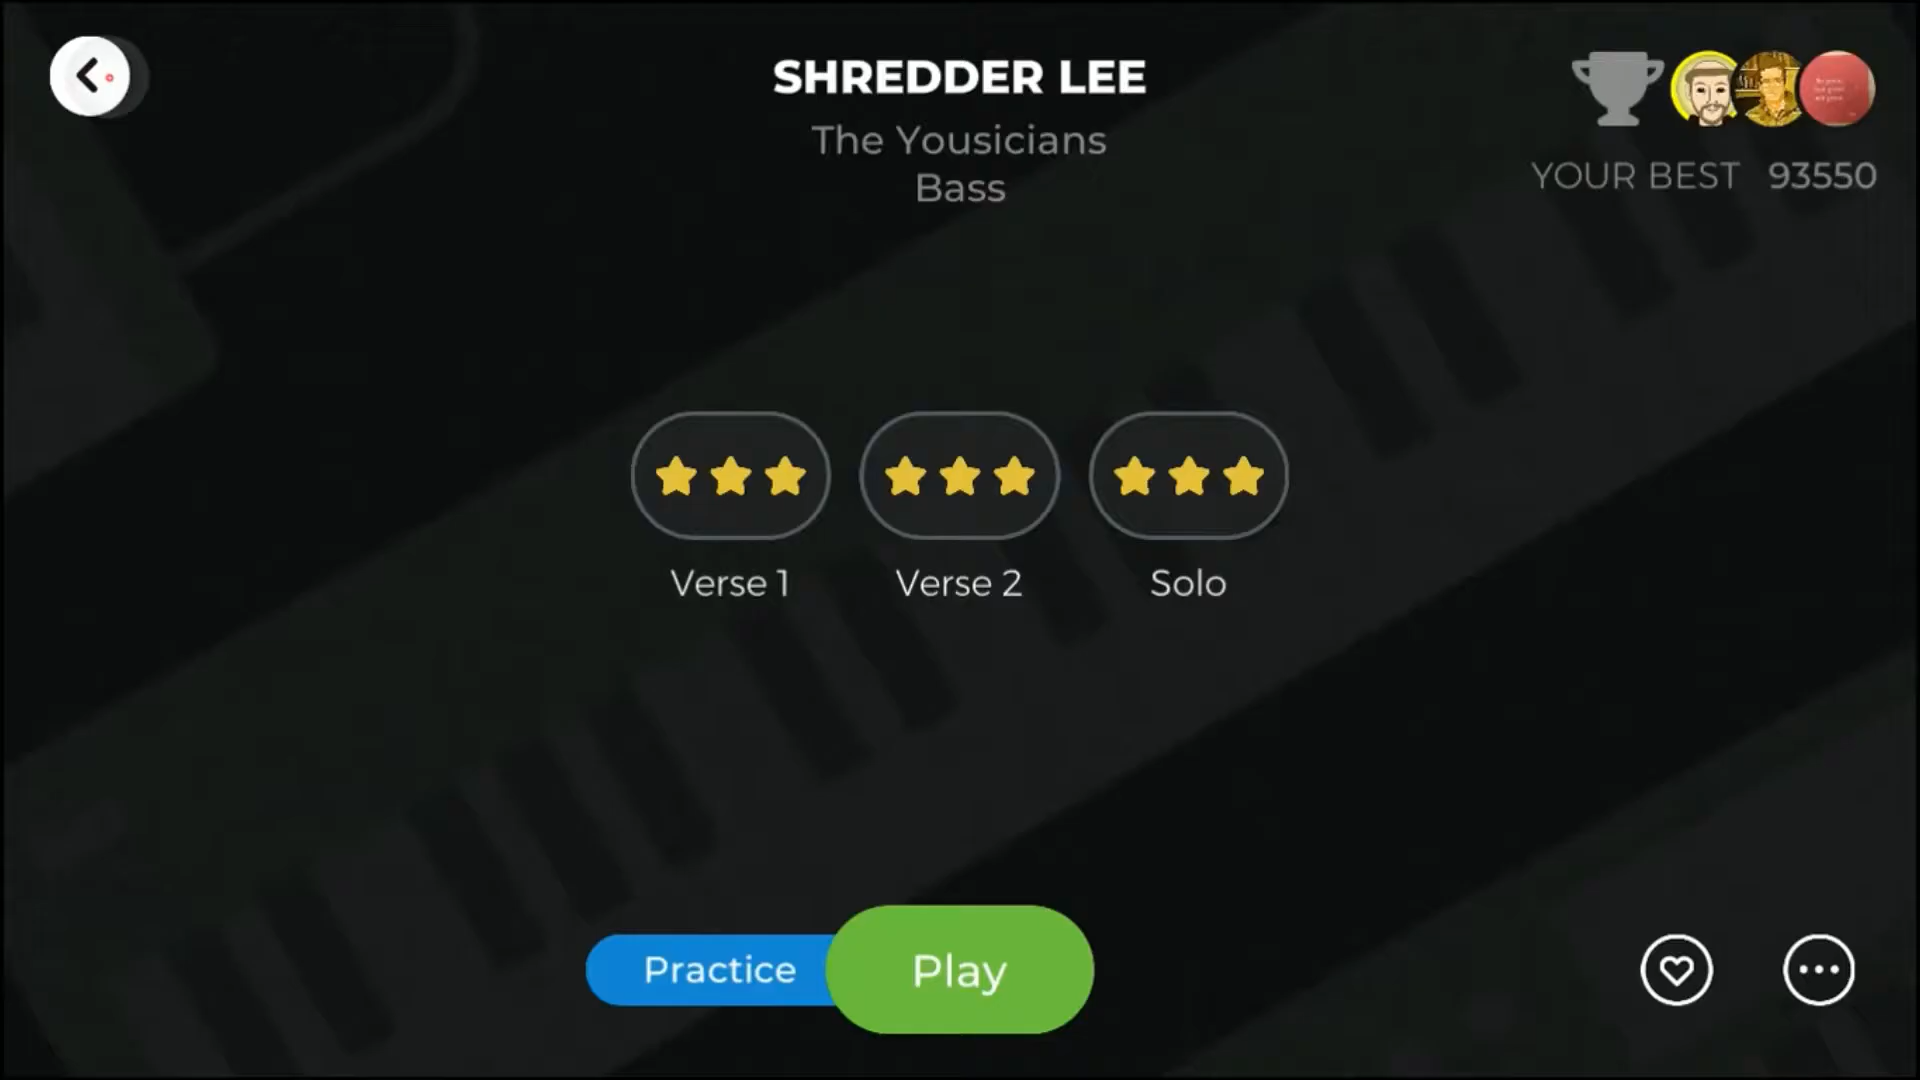 SHREDDER LEE
The Yousicians
Bass
YOUR BEST 93550
Verse 1
Verse 2
Solo
Practice
Play